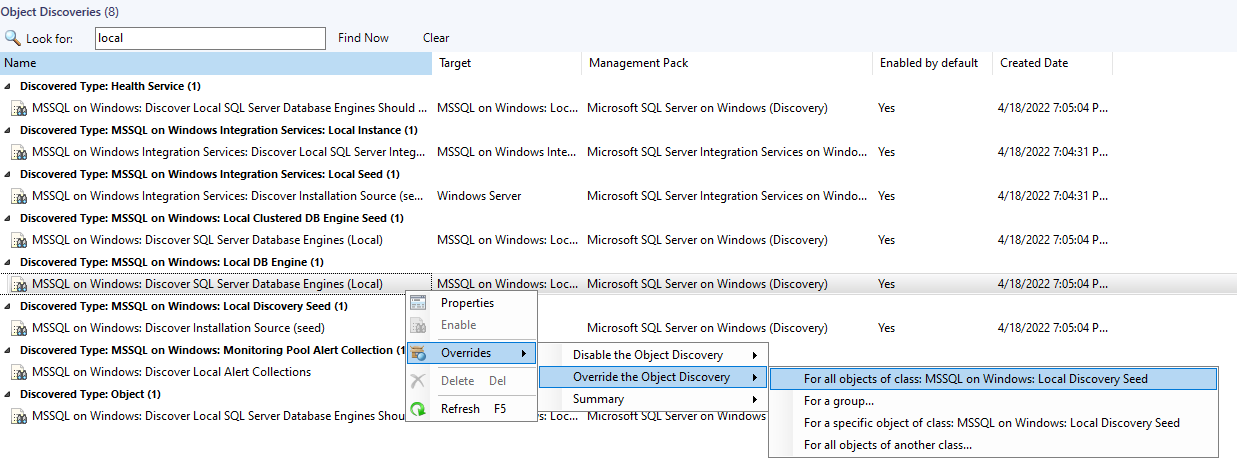 Object Discoveries (8)
Look for: local Find Now Clear
Name Target Management Pack Enabled by default Created Date
Discovered Type: Health Service (1)
MSSQL on Windows: Discover Local SQL Server Database Engines Should ... MSSQL on Windows: Loc... Microsoft SQL Server on Windows (Discovery) Yes 4/18/2022 7:05:04 P...
Discovered Type: MSSQL on Windows Integration Services: Local Instance (1)
MSSQL on Windows Integration Services: Discover Local SQL Server Integ... MSSQL on Windows Inte... Microsoft SQL Server Integration Services on Windo... Yes 4/18/2022 7:04:31 P...
Discovered Type: MSSQL on Windows Integration Services: Local Seed (1)
MSSQL on Windows Integration Services: Discover Installation Source (se... Windows Server Microsoft SQL Server Integration Services on Windo... Yes 4/18/2022 7:04:31 P...
Discovered Type: MSSQL on Windows: Local Clustered DB Engine Seed (1)
MSSQL on Windows: Discover SQL Server Database Engines (Local) MSSQL on Windows: Loc... Microsoft SQL Server on Windows (Discovery) Yes 4/18/2022 7:05:04 P...
Discovered Type: MSSQL on Windows: Local DB Engine (1)
MSSQL on Windows: Discover SQL Server Database Engines (Local) MSSQL on Windows: Loc... Microsoft SQL Server on Windows (Discovery) Yes 4/18/2022 7:05:04 P...
Discovered Type: MSSQL on Windows: Local Discovery Seed (1)
MSSQL on Windows: Discover Installation Source (seed) Microsoft SQL Server on Windows (Discovery) Yes 4/18/2022 7:05:04 P...
Discovered Type: MSSQL on Windows: Monitoring Pool Alert Collection (1
MSSQL on Windows: Discover Local Alert Collections
Discovered Type: Object (1)
MSSQL on Windows: Discover Local SQL Server Database Engines Shou Microsoft SQL Server on Windows
Properties
Enable
Overrides
Delete Del
Refresh F5
Disable the Object Discovery
Override the Object Discovery
Summary
For all objects of class: MSSQL on Windows: Local Discovery Seed
For a group...
For a specific object of class: MSSQL on Windows: Local Discovery Seed
For all objects of another class...